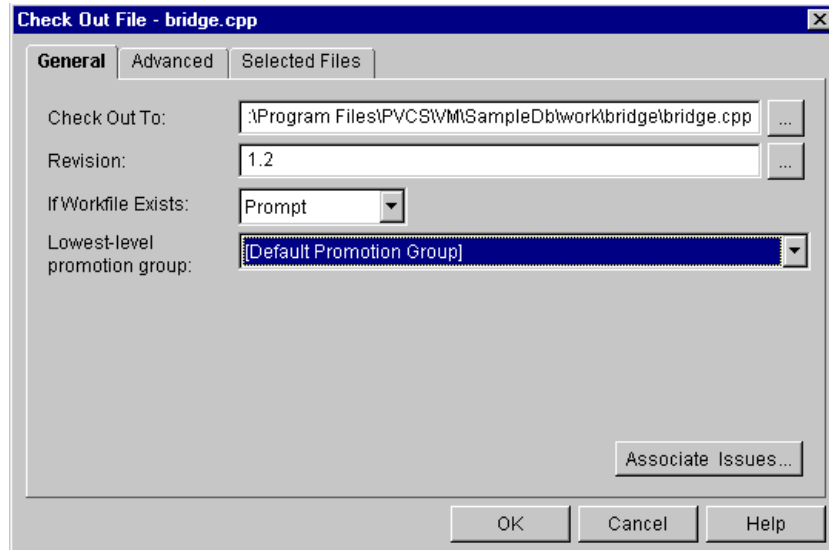 Check Out File - bridge.cpp
General Advanced Selected Files
Check Out To: :\Program Files\PVCS\VM\SampleDb\work\bridge\bridge.cpp ...
Revision: 1.2 ...
If Workfile Exists: Prompt
Lowest-level
promotion group: [Default Promotion Group]
Associate Issues...
OK Cancel Help